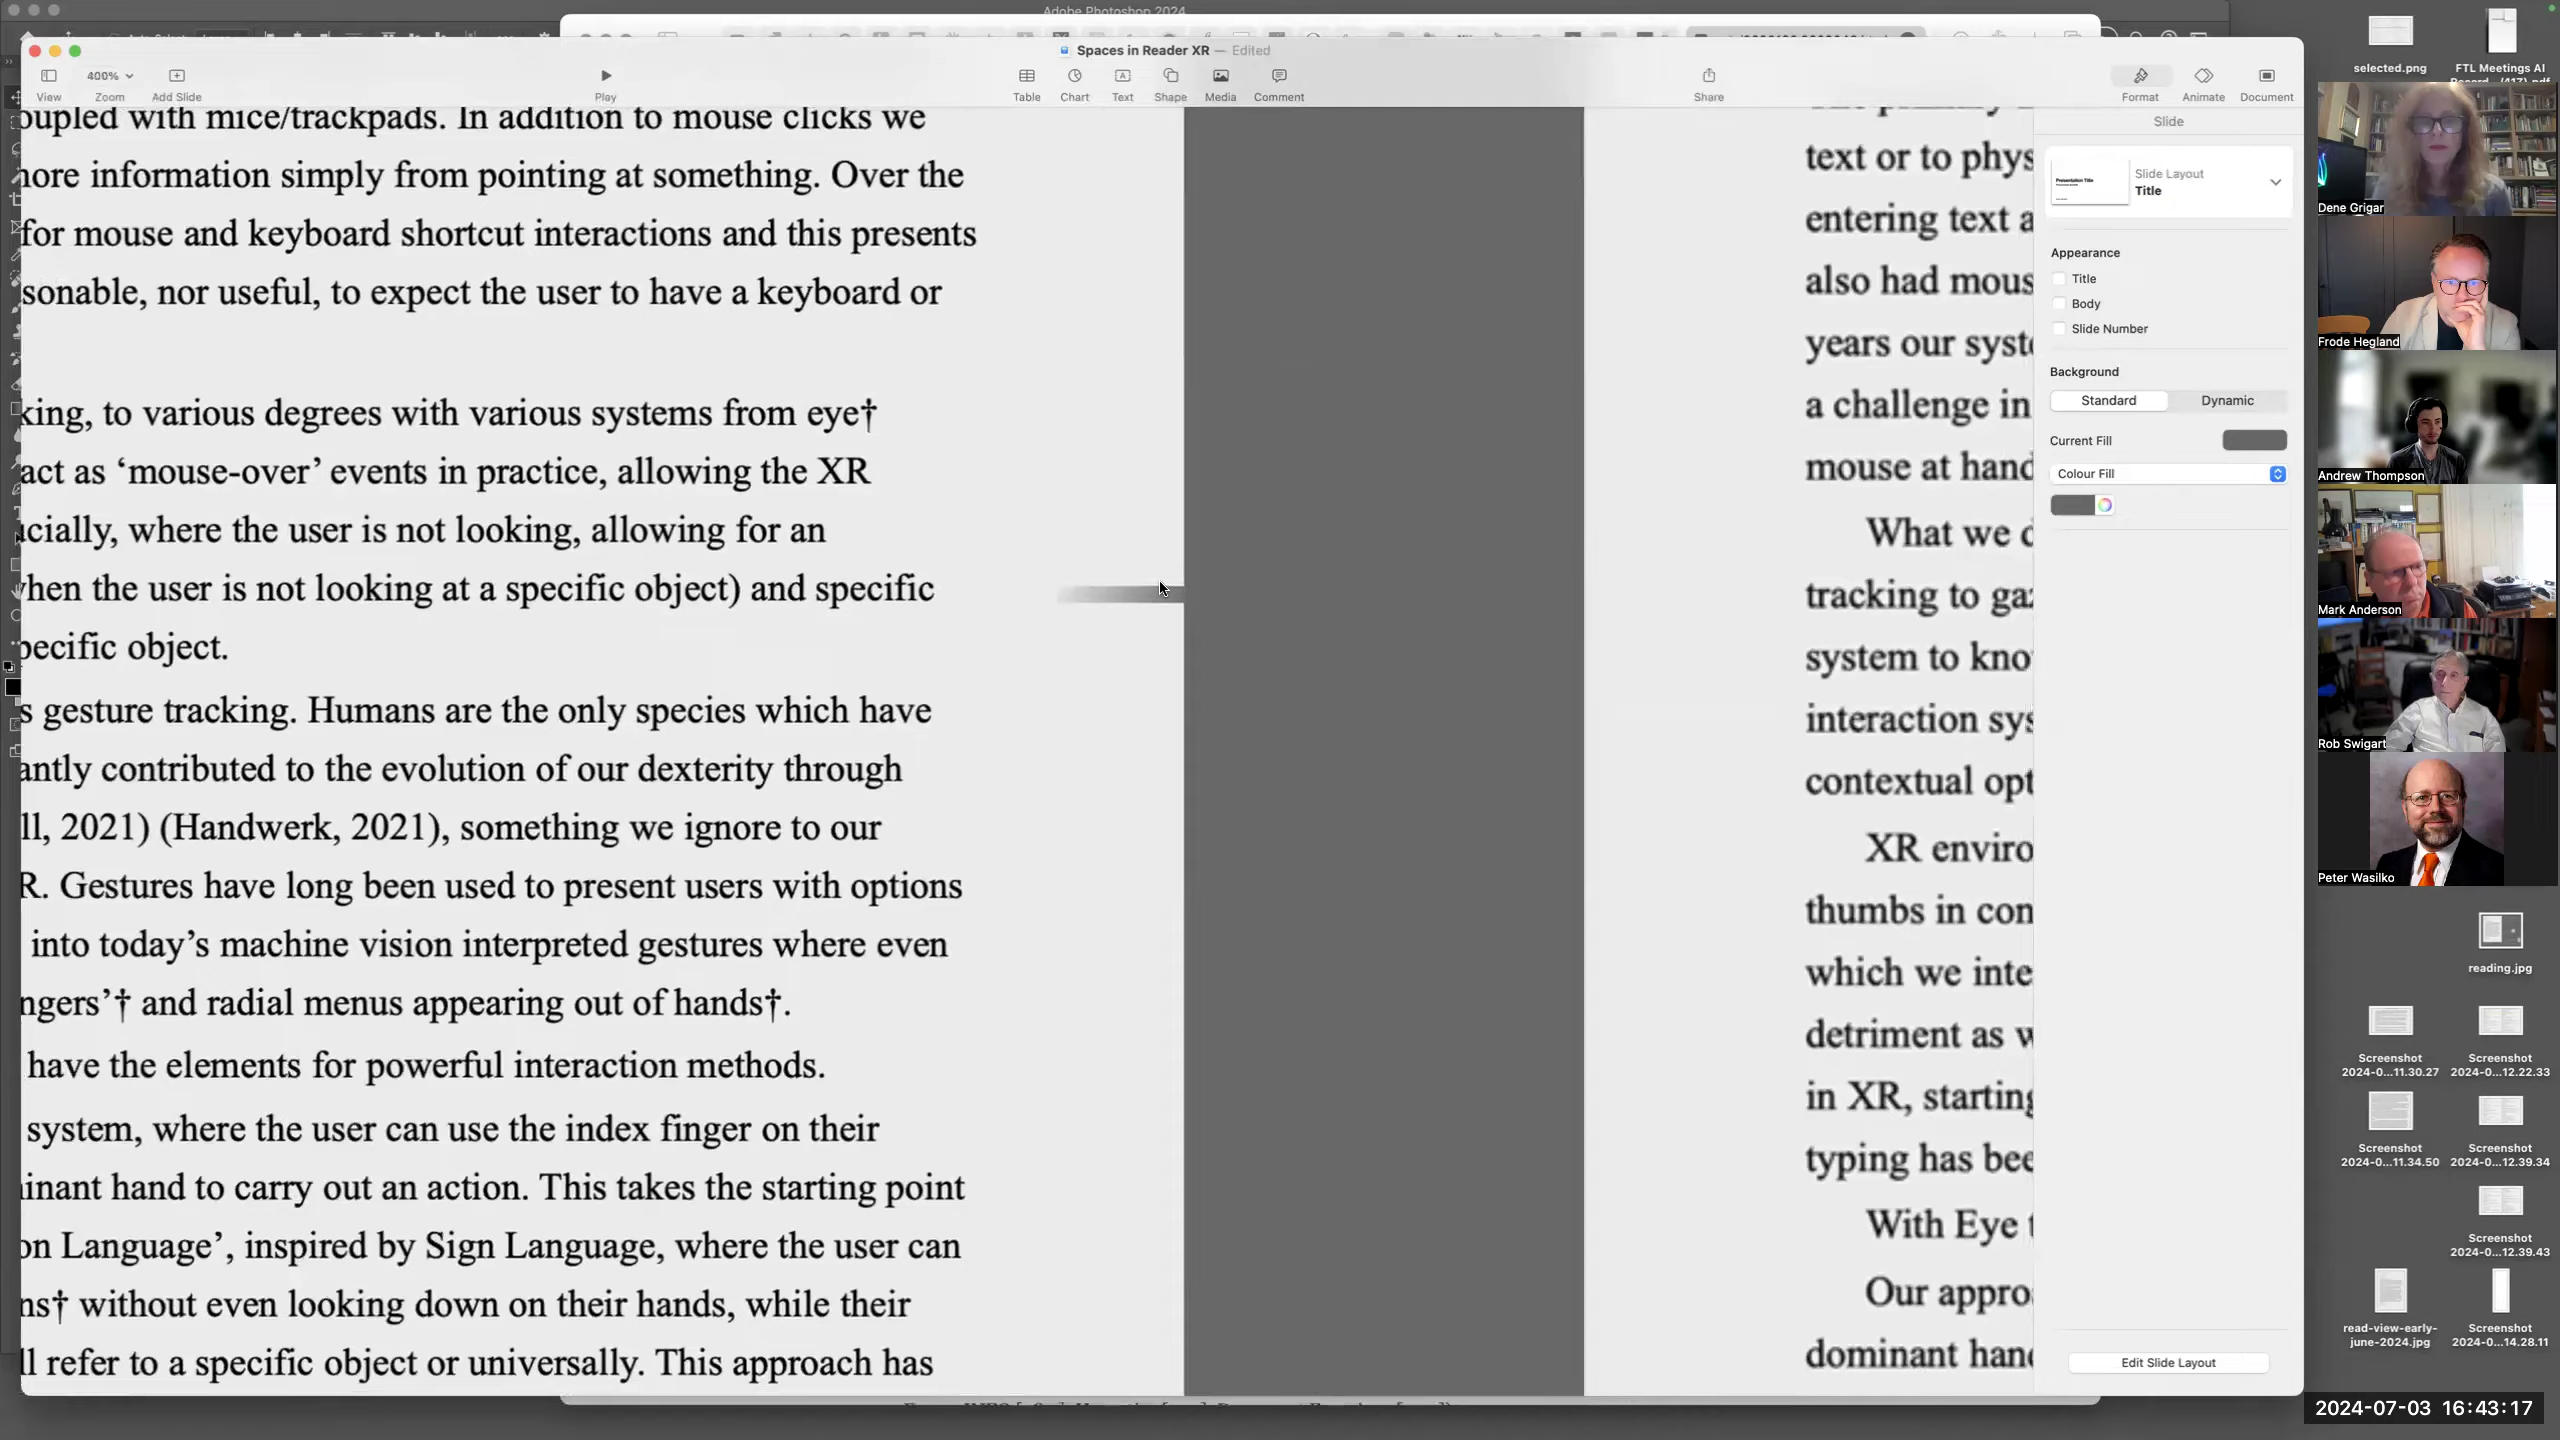 Adobe Photoshop 2024
Spaces in Reader XR — Edited
400%
View
Zoom
Add Slide
Play
Table
Chart
Text
Shape
Media
Comment
Share
Format
Animate
Document
with mice/trackpads. In addition to mouse clicks we
information simply from pointing at something. Over the
for mouse and keyboard shortcut interactions and this presents
nor useful, to expect the user to have a keyboard or
to various degrees with various systems from eye†
act as ‘mouse-over’ events in practice, allowing the XR
where the user is not looking, allowing for an
the user is not looking at a specific object) and specific
object.
gesture tracking. Humans are the only species which have
contributed to the evolution of our dexterity through
2021) (Handwerk, 2021), something we ignore to our
Gestures have long been used to present users with options
into today’s machine vision interpreted gestures where even
and radial menus appearing out of hands†.
have the elements for powerful interaction methods.
system, where the user can use the index finger on their
hand to carry out an action. This takes the starting point
Language’, inspired by Sign Language, where the user can
without even looking down on their hands, while their
refer to a specific object or universally. This approach has
text or to phys
entering text a
also had mous
years our syst
a challenge in
mouse at hand
What we
tracking to ga
system to kno
interaction sys
contextual opt
XR enviro
thumbs in con
which we inte
detriment as
in XR, starting
typing has bee
With Eye
Our appro
dominant han
Slide
Presentation Title
Slide Layout
Title
Appearance
Title
Body
Slide Number
Background
Standard
Dynamic
Current Fill
Colour Fill
Edit Slide Layout
selected.png
FTL Meetings AI
Dene Grigar
Frode Hegland
Andrew Thompson
Mark Anderson
Rob Swigart
Peter Wasilko
reading.jpg
Screenshot
2024-0...11.30.27
Screenshot
2024-0...12.22.33
Screenshot
2024-0...11.34.50
Screenshot
2024-0...12.39.34
Screenshot
2024-0...12.39.43
read-view-early-
june-2024.jpg
Screenshot
2024-0...14.28.11
2024-07-03 16:43:17